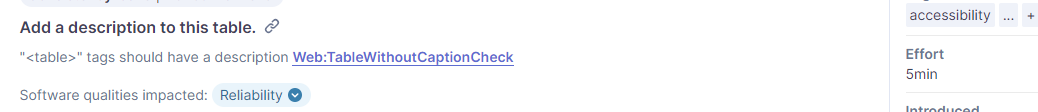 Add a description to this table.
"<table>" tags should have a description Web:TableWithoutCaptionCheck
Software qualities impacted: Reliability
accessibility ... +
Effort
5min
Introduced